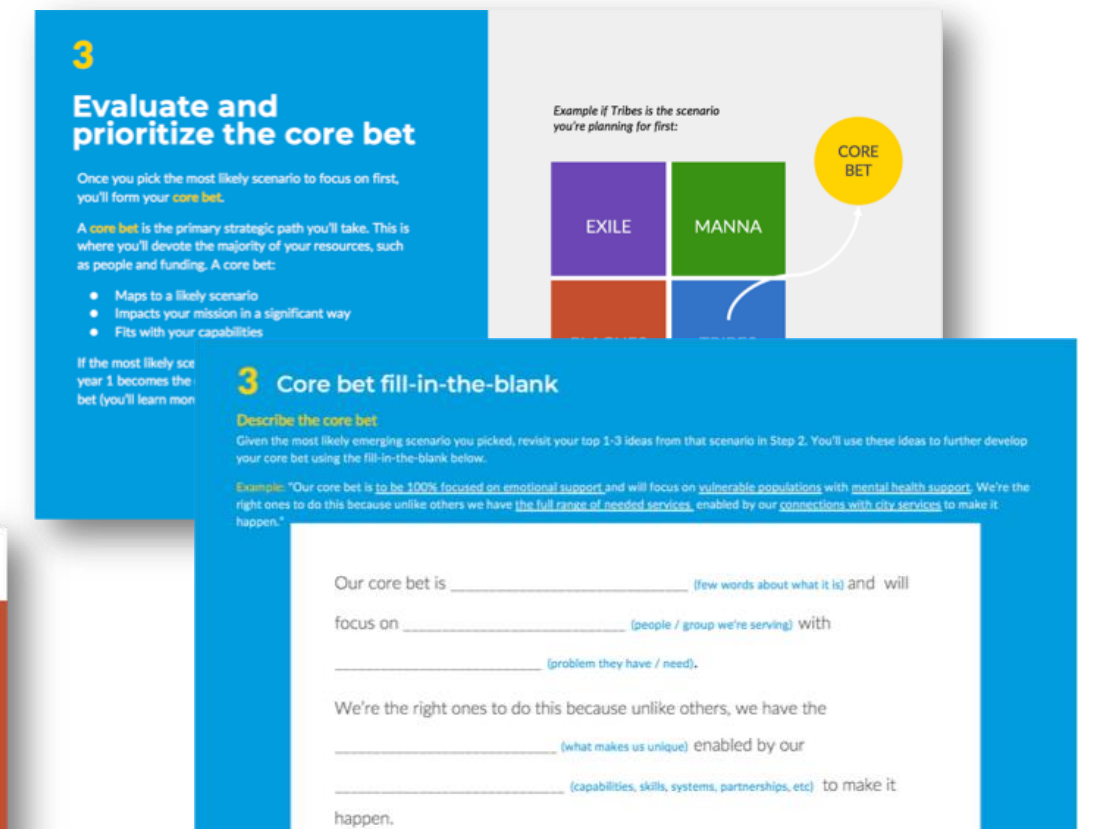 3
Evaluate and
prioritize the core bet
Once you pick the most likely scenario to focus on first,
you'll form your core bet.
A core bet is the primary strategic path you'll take. This is
where you'll devote the majority of your resources, such
as people and funding. A core bet:
● Maps to a likely scenario
● Impacts your mission in a significant way
● Fits with your capabilities
If the most likely sce
year 1 becomes the
bet (you'll learn mor
Example if Tribes is the scenario
you're planning for first:
CORE
BET
EXILE
MANNA
3 Core bet fill-in-the-blank
Describe the core bet
Given the most likely emerging scenario you picked, revisit your top 1-3 ideas from that scenario in Step 2. You'll use these ideas to further develop
your core bet using the fill-in-the-blank below.
Example: "Our core bet is to be 100% focused on emotional support and will focus on vulnerable populations with mental health support. We're the
right ones to do this because unlike others we have the full range of needed services enabled by our connections with city services to make it
happen."
Our core bet is ______________________________ (few words about what it is) and will
focus on ____________________________ (people / group we're serving) with
__________________________ (problem they have / need).
We're the right ones to do this because unlike others, we have the
____________________________ (what makes us unique) enabled by our
_____________________________ (capabilities, skills, systems, partnerships, etc) to make it
happen.